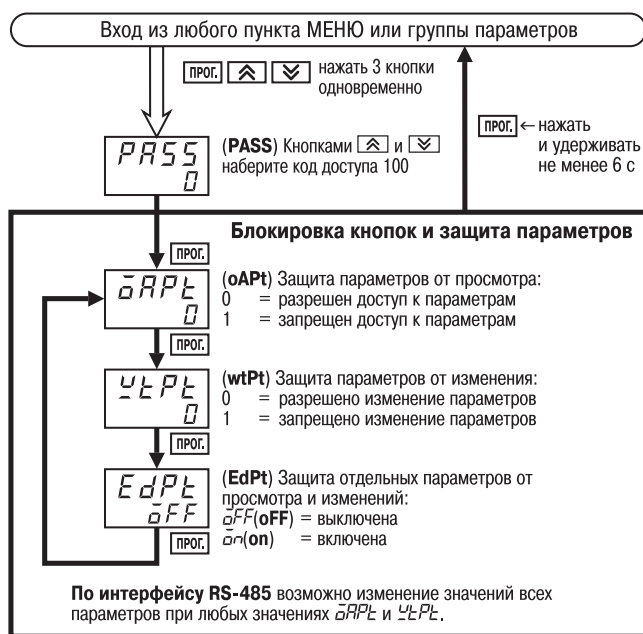 Вход из любого пункта МЕНЮ или группы параметров
ПРОГ. нажать 3 кнопки
одновременно
ПРОГ. ← нажать
и удерживать
не менее 6 с
PASS
0
(PASS) Кнопками и
наберите код доступа 100
Блокировка кнопок и защита параметров
ПРОГ.
oAPt
0
(oAPt) Защита параметров от просмотра:
0 = разрешен доступ к параметрам
1 = запрещен доступ к параметрам
ПРОГ.
wtPt
0
(wtPt) Защита параметров от изменения:
0 = разрешено изменение параметров
1 = запрещено изменение параметров
ПРОГ.
EdPt
oFF
(EdPt) Защита отдельных параметров от
просмотра и изменений:
oFF(oFF) = выключена
on(on) = включена
ПРОГ.
По интерфейсу RS-485 возможно изменение значений всех
параметров при любых значениях oAPt и wtPt.